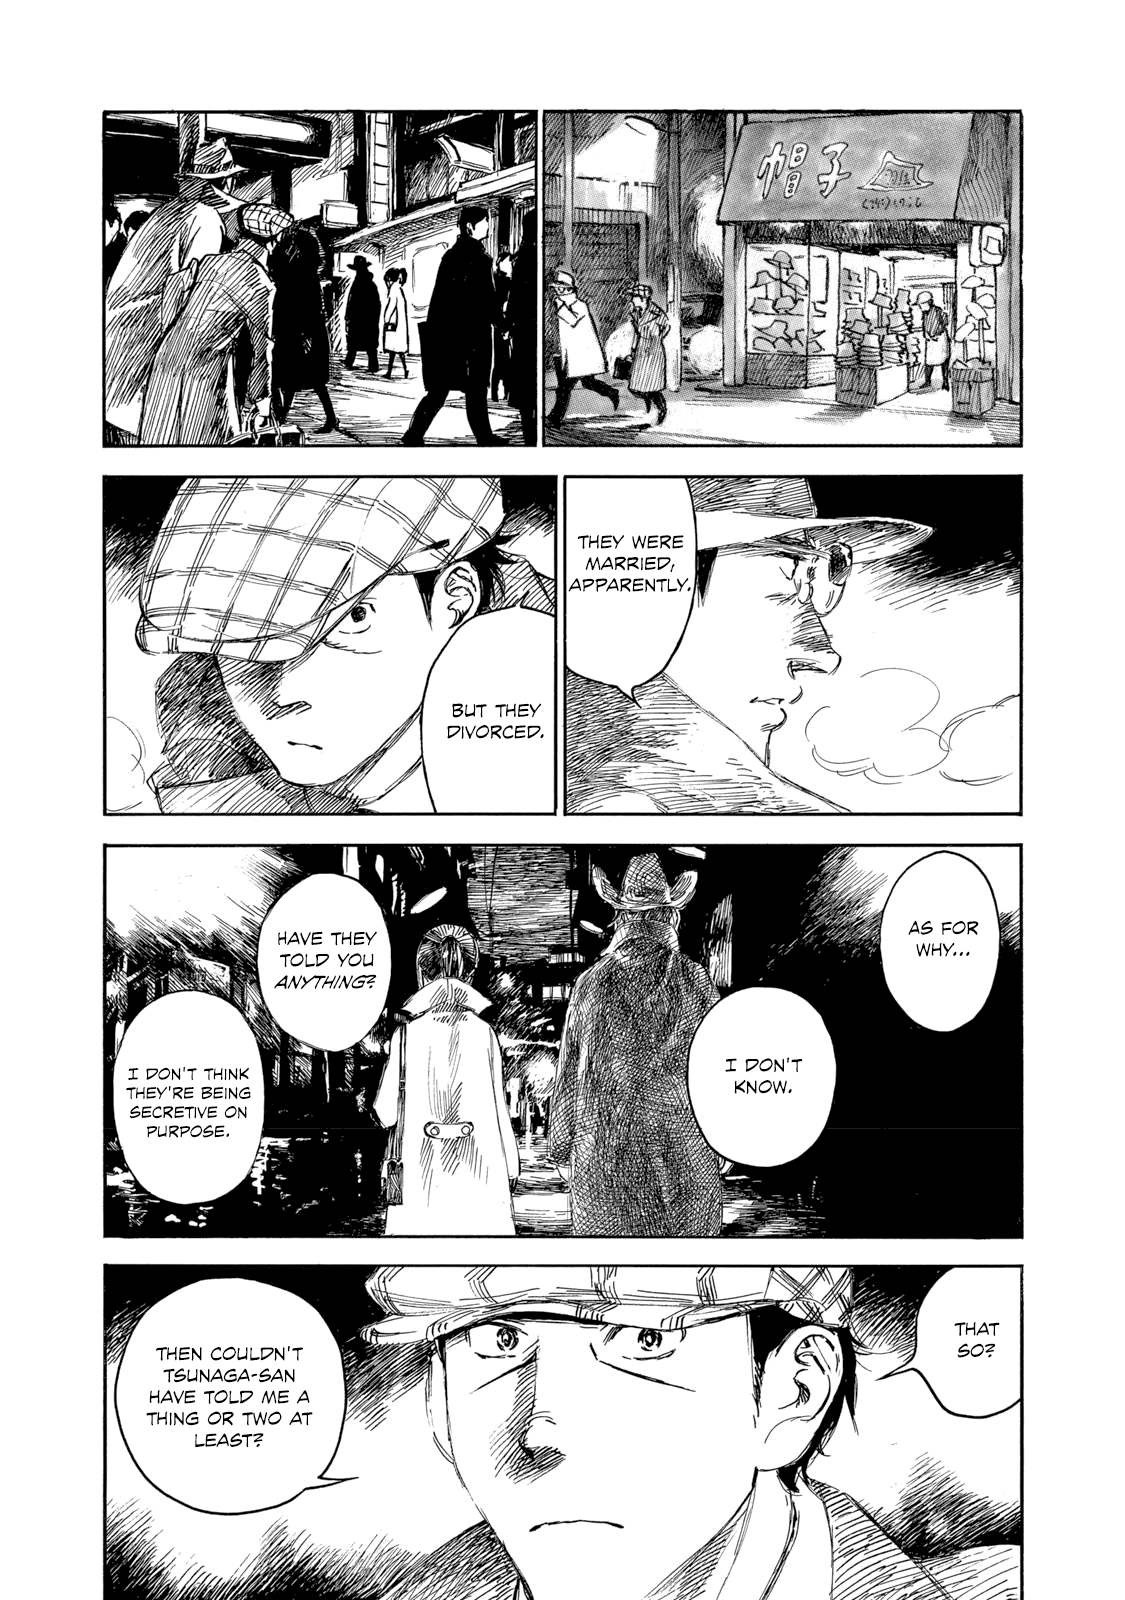 帽子
THEY WERE
MARRIED,
APPARENTLY.
BUT THEY
DIVORCED.
AS FOR
WHY...
I DON'T
KNOW.
HAVE THEY
TOLD YOU
ANYTHING?
I DON'T THINK
THEY'RE BEING
SECRETIVE ON
PURPOSE.
THAT
SO?
THEN COULDN'T
TSUNAGA-SAN
HAVE TOLD ME A
THING OR TWO AT
LEAST?